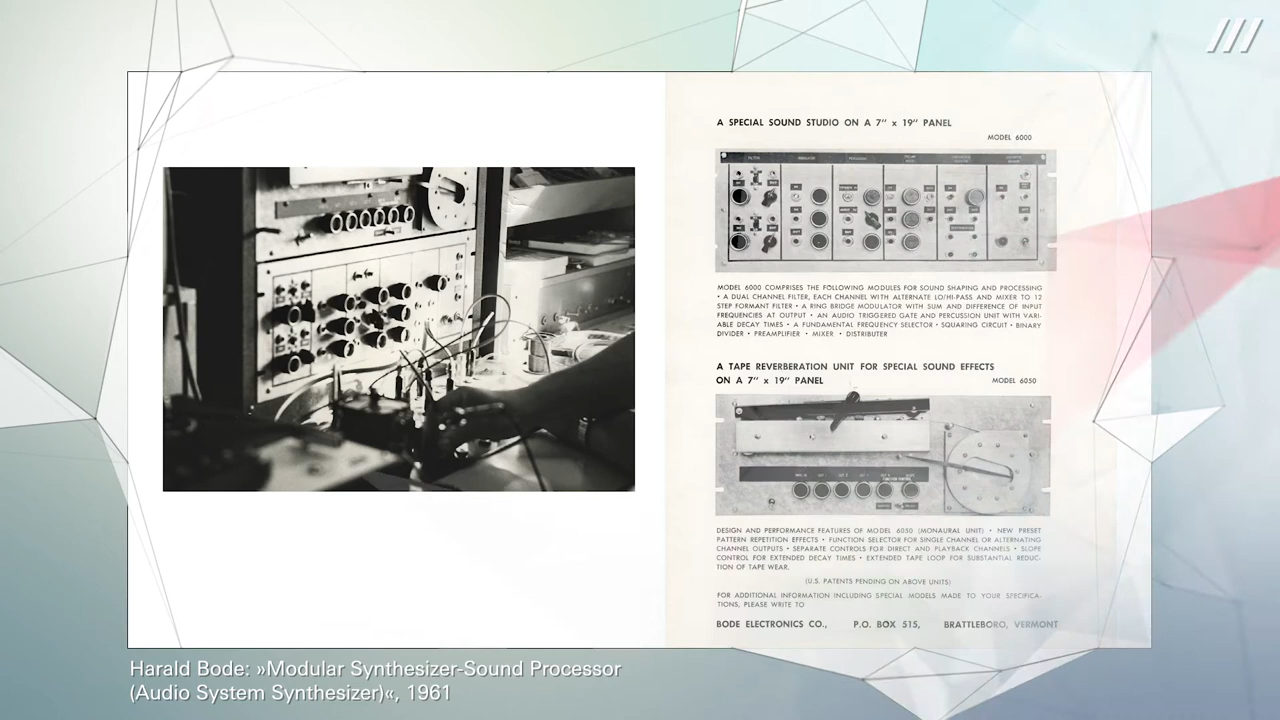 A SPECIAL SOUND STUDIO ON A 7″ x 19″ PANEL
MODEL 6000
MODEL 6000 COMPRISES THE FOLLOWING MODULES FOR SOUND SHAPING AND PROCESSING
• A DUAL CHANNEL FILTER, EACH CHANNEL WITH ALTERNATE LO/HI-PASS AND MIXER TO 12
STEP FORMANT FILTER • A RING BRIDGE MODULATOR WITH SUM AND DIFFERENCE OF INPUT
FREQUENCIES AT OUTPUT • AN AUDIO TRIGGERED GATE AND PERCUSSION UNIT WITH VARI-
ABLE DECAY TIMES • A FUNDAMENTAL FREQUENCY SELECTOR • SQUARING CIRCUIT • BINARY
DIVIDER • PREAMPLIFIER • MIXER • DISTRIBUTER
A TAPE REVERBERATION UNIT FOR SPECIAL SOUND EFFECTS
ON A 7″ x 19″ PANEL
MODEL 6050
DESIGN AND PERFORMANCE FEATURES OF MODEL 6050 (MONAURAL UNIT) • NEW PRESET
PATTERN REPETITION EFFECTS • FUNCTION SELECTOR FOR SINGLE CHANNEL OR ALTERNATING
CHANNEL OUTPUTS • SEPARATE CONTROLS FOR DIRECT AND PLAYBACK CHANNELS • SLOPE
CONTROL FOR EXTENDED DECAY TIMES • EXTENDED TAPE LOOP FOR SUBSTANTIAL REDUC-
TION OF TAPE WEAR.
(U.S. PATENTS PENDING ON ABOVE UNITS)
FOR ADDITIONAL INFORMATION INCLUDING SPECIAL MODELS MADE TO YOUR SPECIFICA-
TIONS, PLEASE WRITE TO
BODE ELECTRONICS CO., P.O. BOX 515, BRATTLEBORO, VERMONT
Harald Bode: »Modular Synthesizer-Sound Processor
(Audio System Synthesizer)«, 1961